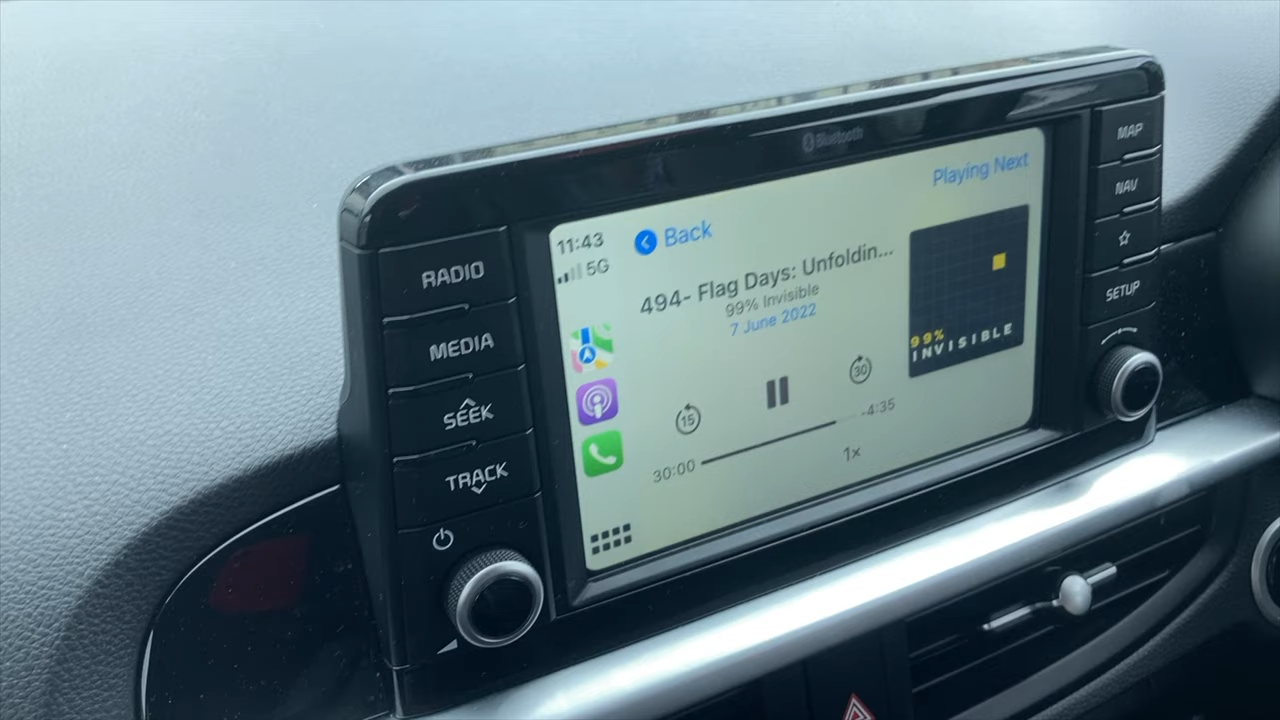 Bluetooth
RADIO
MEDIA
SEEK
TRACK
11:43
5G
Back
Playing Next
494- Flag Days: Unfoldin...
99% Invisible
7 June 2022
99%
INVISIBLE
15
30
30:00
-4:35
1x
MAP
NAV
SETUP